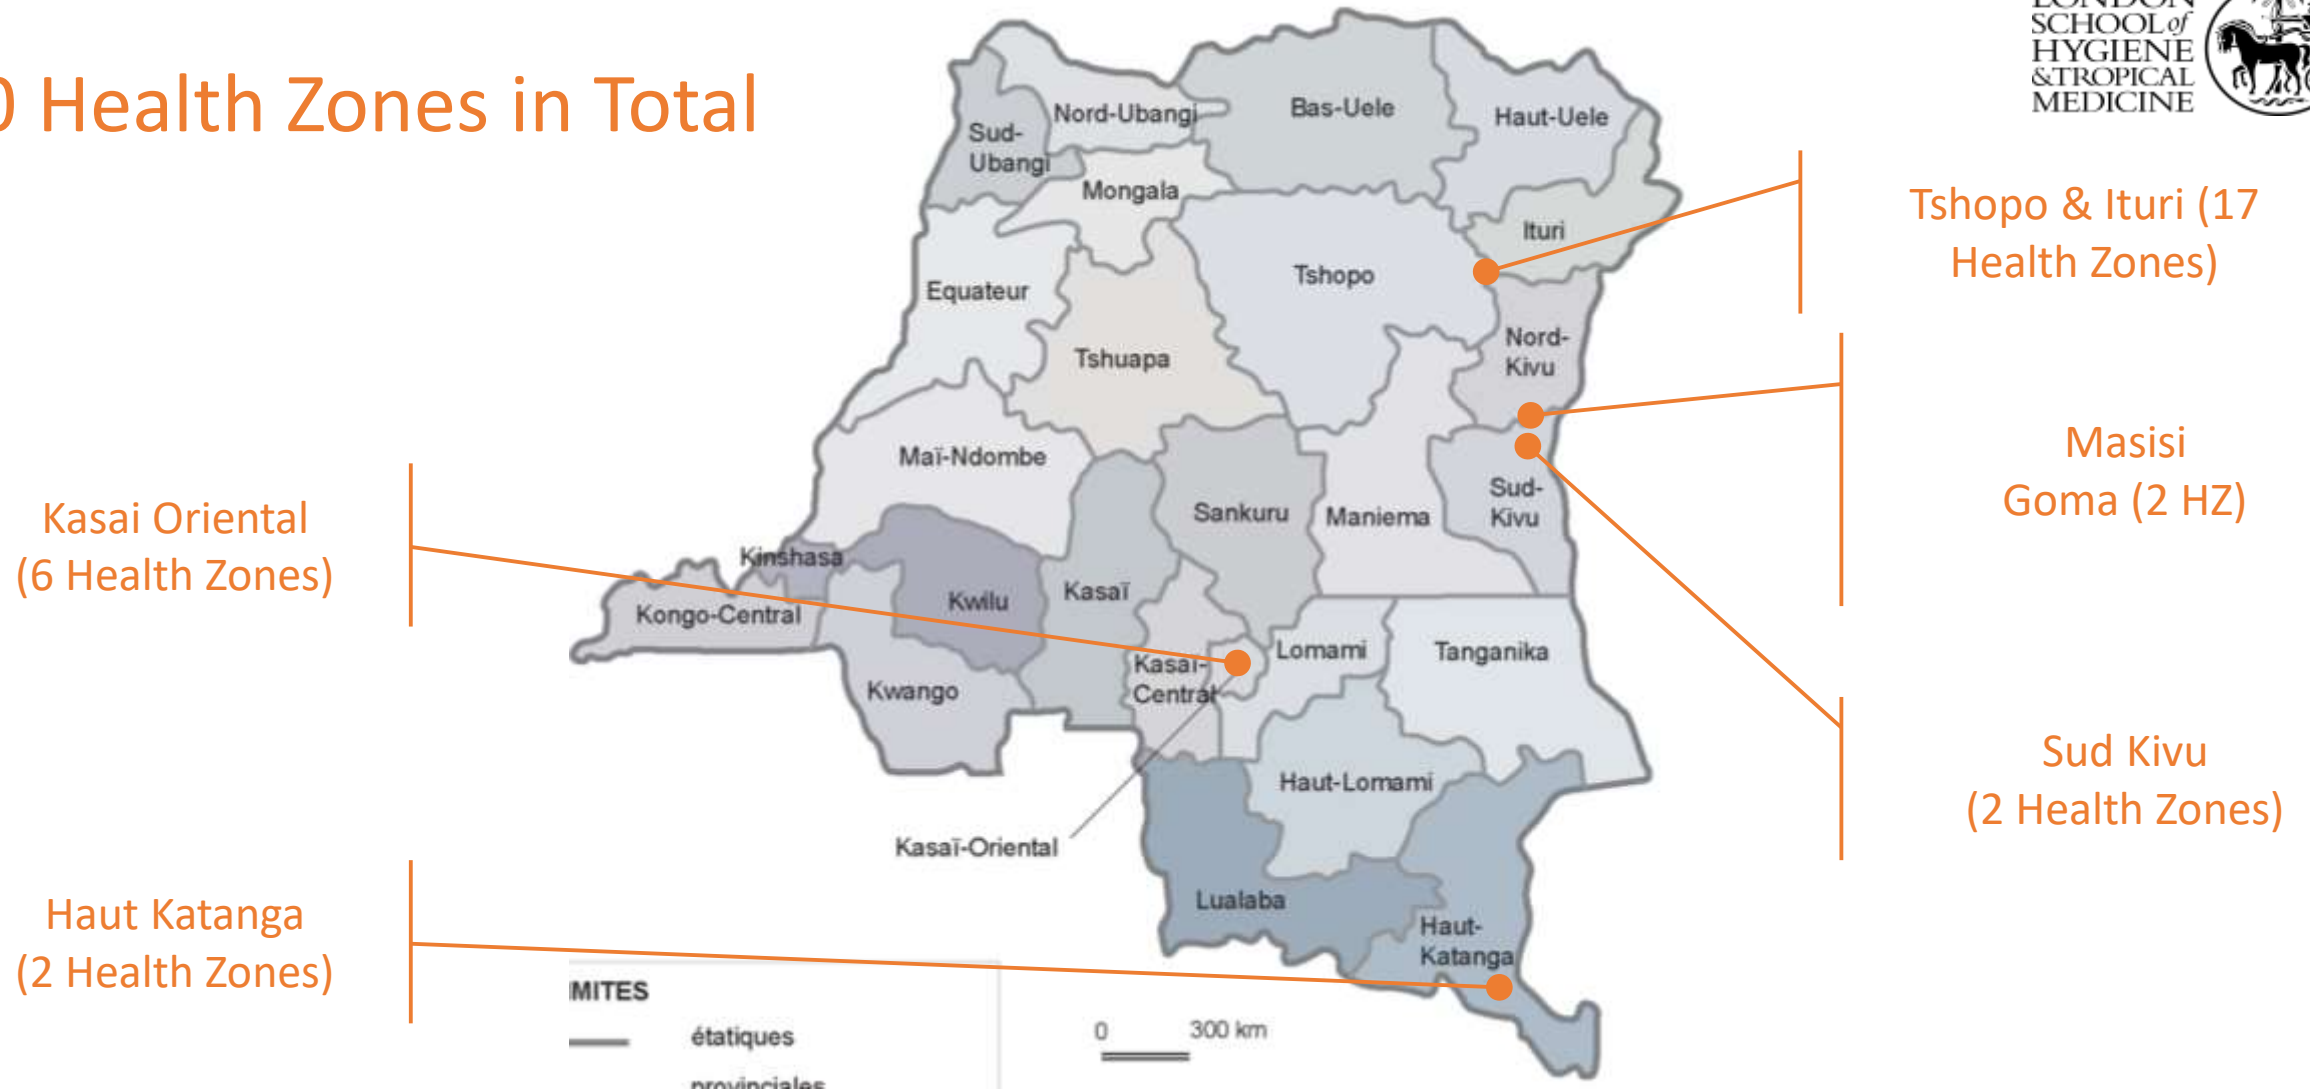 0 Health Zones in Total
LONDON
SCHOOL of
HYGIENE
& TROPICAL
MEDICINE
Nord-Ubangi
Bas-Uele
Haut-Uele
Sud-
Ubangi
Mongala
Ituri
Tshopo
Equateur
Tshuapa
Nord-
Kivu
Maï-Ndombe
Sankuru
Maniema
Sud-
Kivu
Kinshasa
Kongo-Central
Kwilu
Kasaï
Kwango
Kasaï-
Central
Lomami
Tanganika
Haut-Lomami
Kasaï-Oriental
Lualaba
Haut-
Katanga
Tshopo & Ituri (17
Health Zones)
Masisi
Goma (2 HZ)
Sud Kivu
(2 Health Zones)
Kasai Oriental
(6 Health Zones)
Haut Katanga
(2 Health Zones)
MITES
étatiques
provinciales
0 300 km